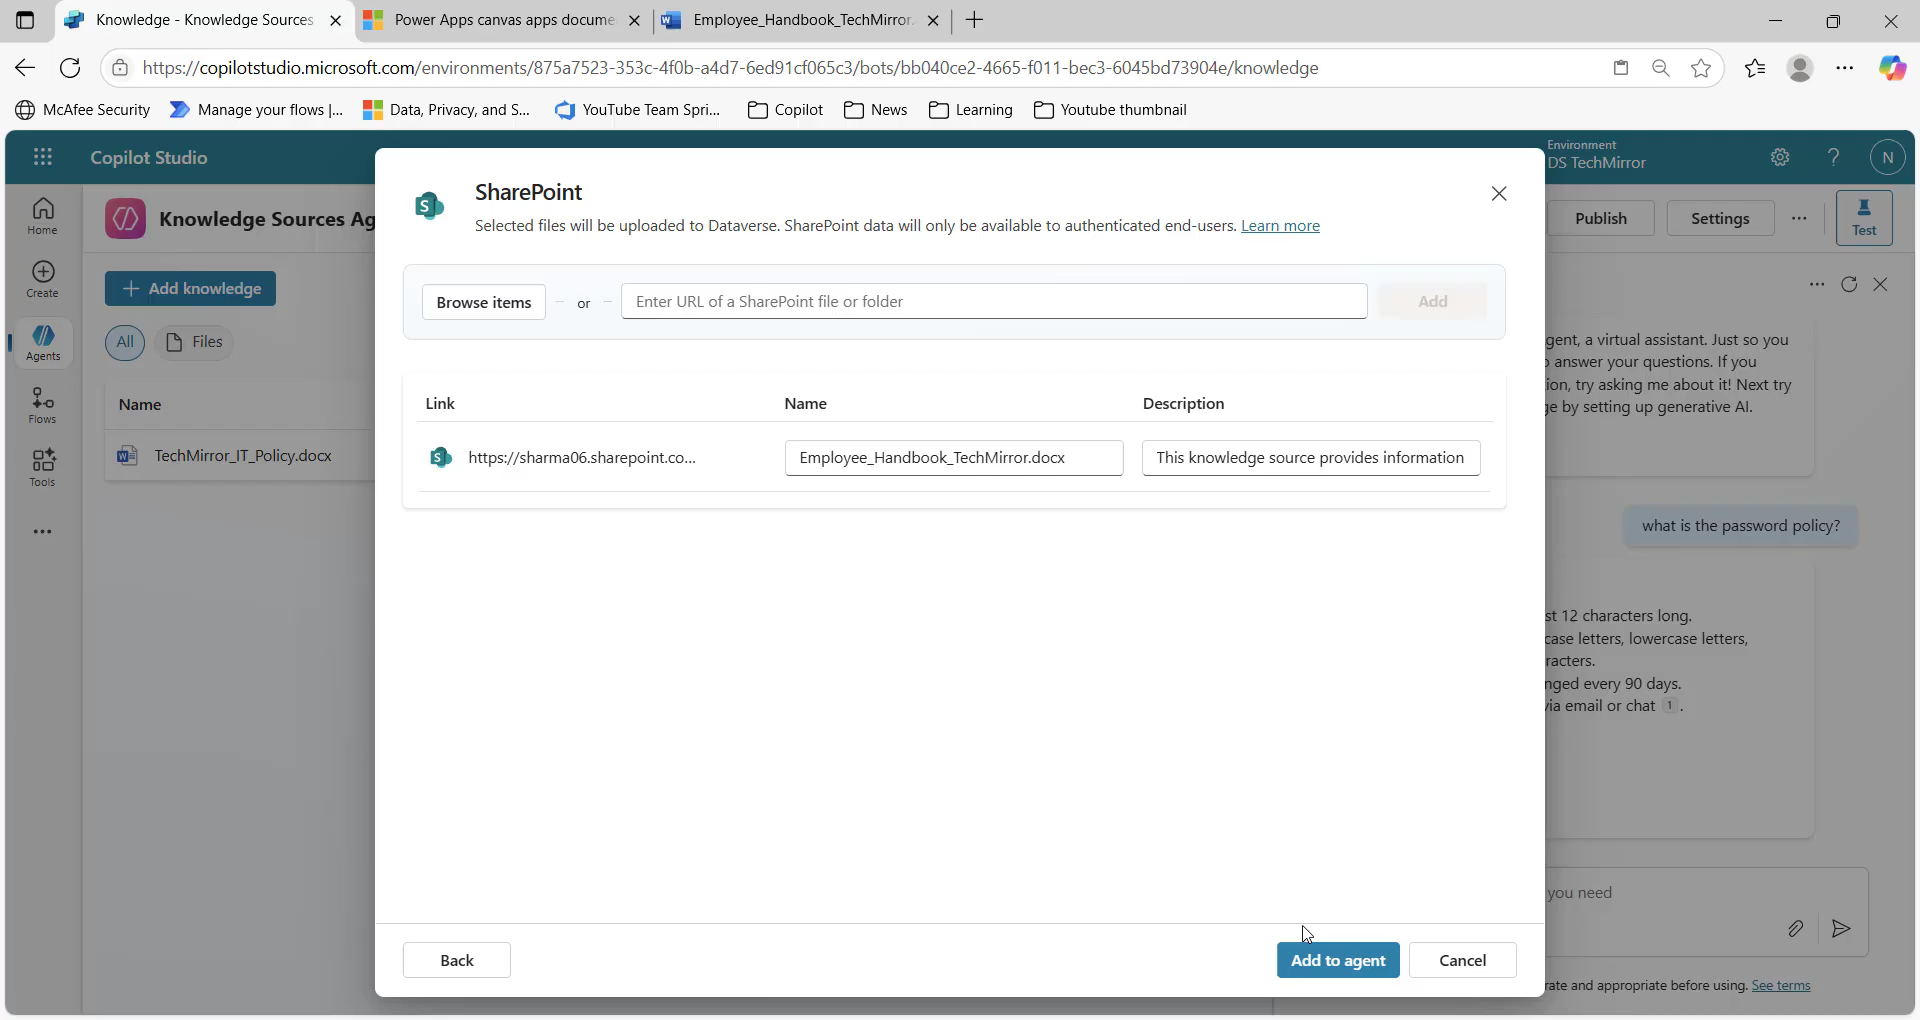 Knowledge - Knowledge Sources
Power Apps canvas apps docume
Employee_Handbook_TechMirror.
https://copilotstudio.microsoft.com/environments/875a7523-353c-4f0b-a4d7-6ed91cf065c3/bots/bb040ce2-4665-f011-bec3-6045bd73904e/knowledge
McAfee Security
Manage your flows |...
Data, Privacy, and S...
YouTube Team Spri...
Copilot
News
Learning
Youtube thumbnail
Copilot Studio
Environment
DS TechMirror
?
N
Home
Create
Agents
Flows
Tools
Knowledge Sources Ag
Publish
Settings
Test
Add knowledge
All
Files
Name
TechMirror_IT_Policy.docx
SharePoint
Selected files will be uploaded to Dataverse. SharePoint data will only be available to authenticated end-users. Learn more
Browse items
or
Enter URL of a SharePoint file or folder
Add
Link
Name
Description
https://sharma06.sharepoint.co...
Employee_Handbook_TechMirror.docx
This knowledge source provides information
Back
Add to agent
Cancel
gent, a virtual assistant. Just so you
answer your questions. If you
ion, try asking me about it! Next try
ge by setting up generative AI.
what is the password policy?
st 12 characters long.
case letters, lowercase letters,
racters.
nged every 90 days.
via email or chat 1.
you need
rate and appropriate before using. See terms